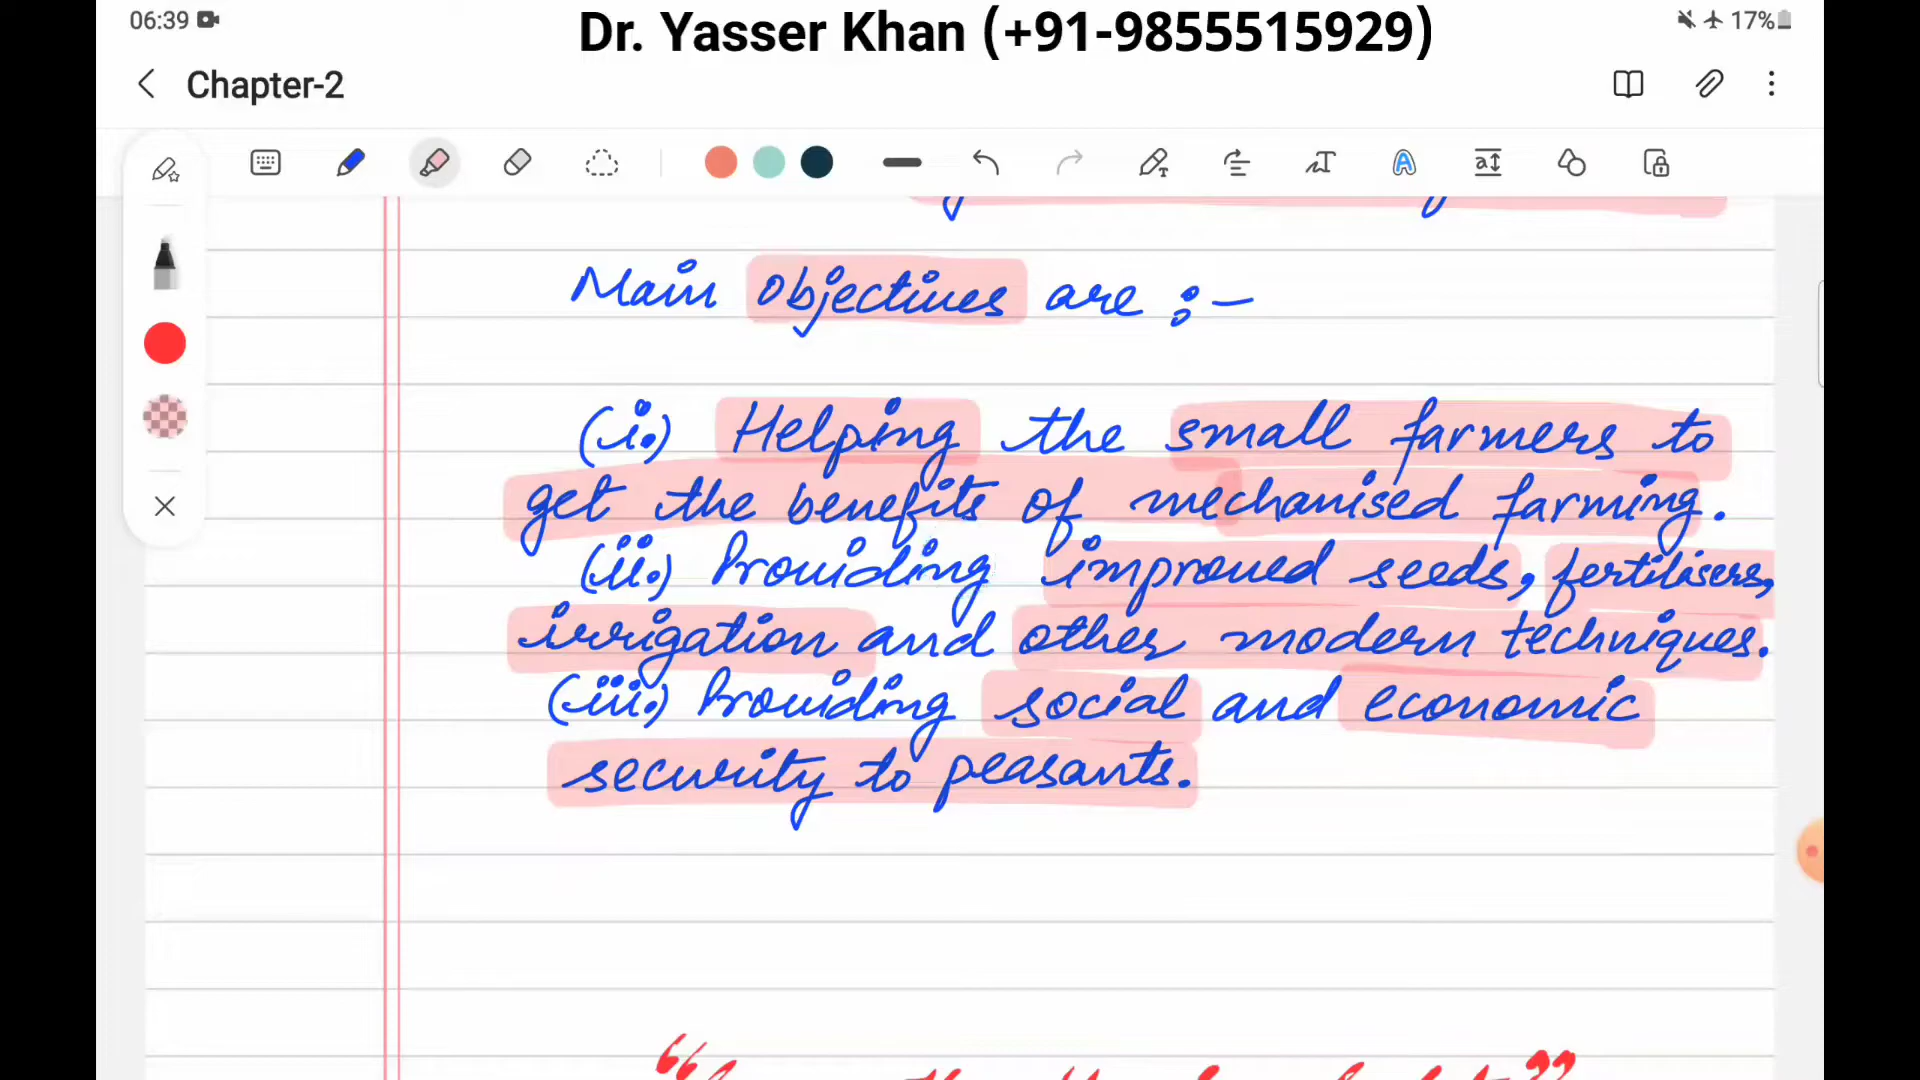 06:39
Dr. Yasser Khan (+91-9855515929)
17%
Chapter-2
Main objectives are :-
(i.) Helping the small farmers to
get the benefits of mechanised farming.
(ii.) Providing improved seeds, fertilisers,
irrigation and other modern techniques.
(iii.) Providing social and economic
security to peasants.